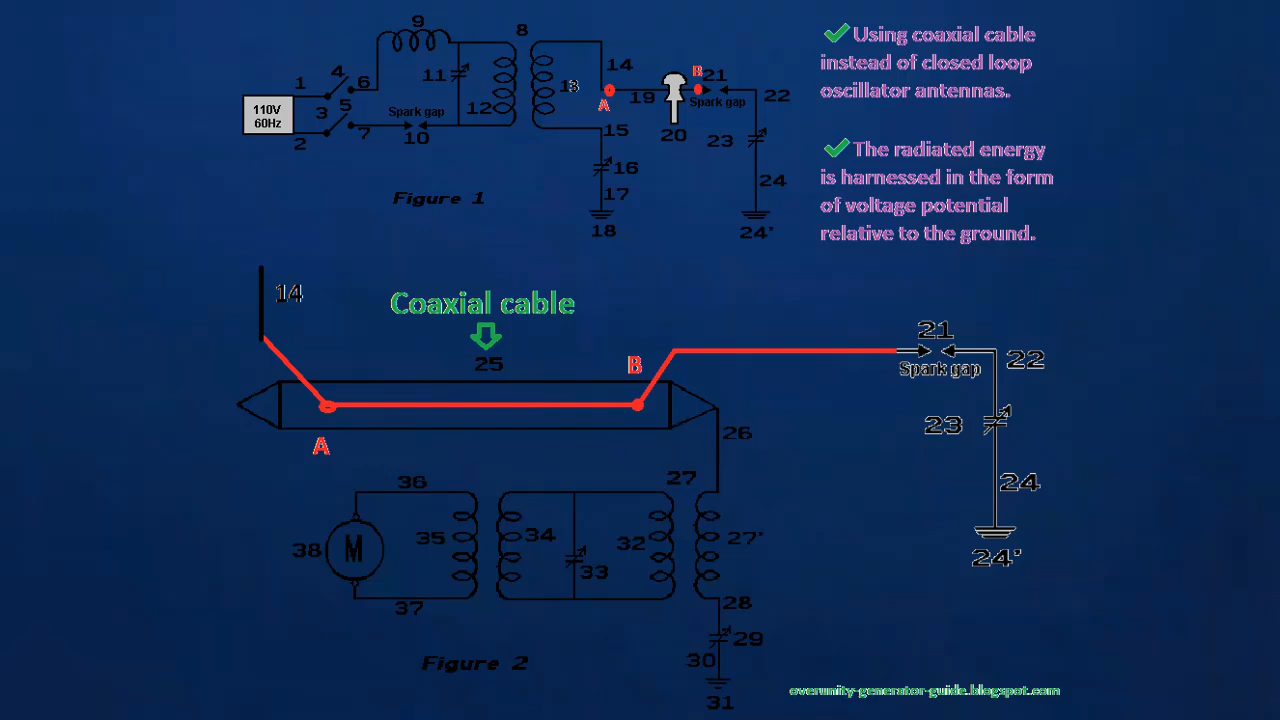 9
8
✓ Using coaxial cable
instead of closed loop
oscillator antennas.
1
4
6
11
13
14
B
21
110V
60Hz
3
5
Spark gap
12
A
19
Spark gap
22
2
7
10
15
20
23
16
✓ The radiated energy
is harnessed in the form
of voltage potential
relative to the ground.
17
24
Figure 1
18
24'
14
Coaxial cable
25
B
21
Spark gap
22
A
26
23
36
27
24
38
M
35
34
32
27'
24'
33
37
28
29
30
Figure 2
31
overunity-generator-guide.blogspot.com